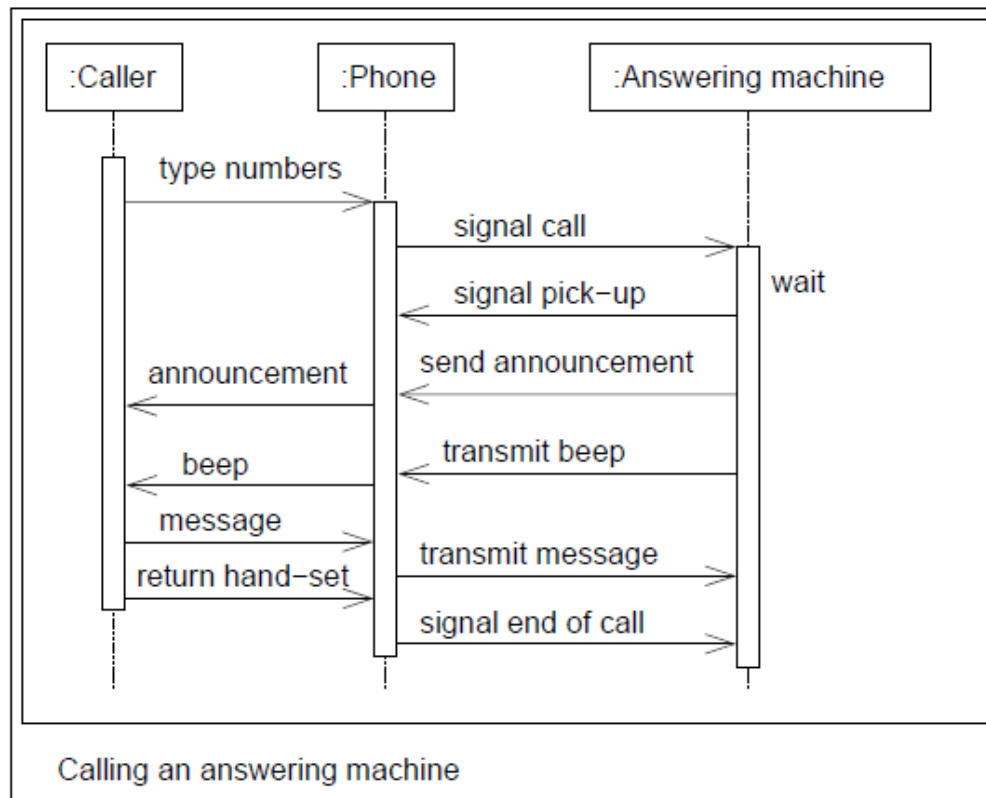 :Caller
:Phone
:Answering machine
type numbers
signal call
wait
signal pick−up
send announcement
announcement
transmit beep
beep
message
transmit message
return hand−set
signal end of call
Calling an answering machine